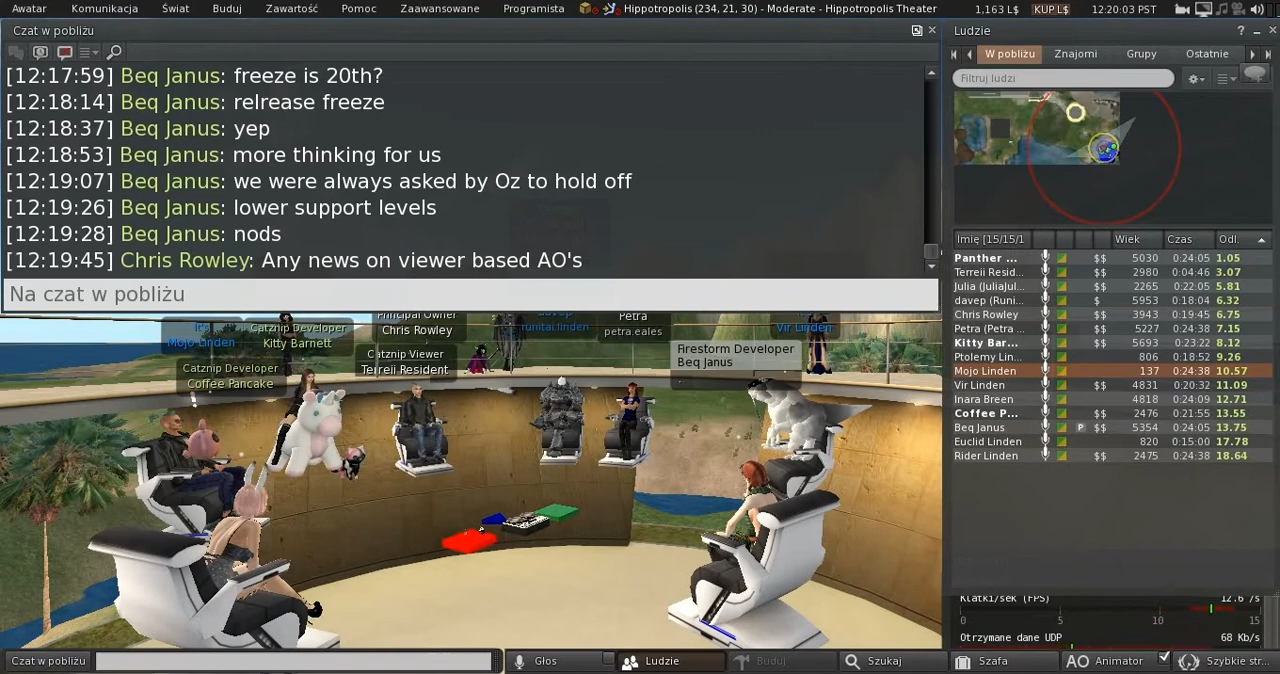 Awatar Komunikacja Świat Buduj Zawartość Pomoc Zaawansowane Programista Hippotropolis (234, 21, 30) - Moderate - Hippotropolis Theater 1,163 L$ KUP L$ 12:20:03 PST
Czat w pobliżu
[12:17:59] Beq Janus: freeze is 20th?
[12:18:14] Beq Janus: relrease freeze
[12:18:37] Beq Janus: yep
[12:18:53] Beq Janus: more thinking for us
[12:19:07] Beq Janus: we were always asked by Oz to hold off
[12:19:26] Beq Janus: lower support levels
[12:19:28] Beq Janus: nods
[12:19:45] Chris Rowley: Any news on viewer based AO's
Na czat w pobliżu
Mojo Linden
Catznip Developer
Kitty Barnett
Principal Owner
Chris Rowley
runitai.linden
Petra
petra.eales
Vir Linden
Catznip Developer
Coffee Pancake
Catznip Viewer
Terreii Resident
Firestorm Developer
Beq Janus
Ludzie
W pobliżu Znajomi Grupy Ostatnie
Filtruj ludzi
Imię [15/15/1 Wiek Czas Odl.
Panther ... $$ 5030 0:24:05 1.05
Terreii Resid... $$ 2980 0:04:46 3.07
Julia (JuliaJul... $$ 2265 0:22:05 5.81
davep (Runi... $ 5953 0:18:04 6.32
Chris Rowley $$ 3943 0:19:45 6.75
Petra (Petra ... $$ 5227 0:24:38 7.15
Kitty Bar... $$ 5693 0:23:22 8.12
Ptolemy Lin... 806 0:18:52 9.26
Mojo Linden 137 0:24:38 10.57
Vir Linden $$ 4831 0:20:32 11.09
Inara Breen 4818 0:24:09 12.71
Coffee P... $$ 2476 0:21:55 13.55
Beq Janus P $$ 5354 0:24:05 13.75
Euclid Linden 820 0:15:00 17.78
Rider Linden $$ 2475 0:24:38 18.64
Klatki/sek (FPS) 12.6 /s
0 5 10 15
Otrzymane dane UDP 68 Kb/s
Czat w pobliżu Głos Ludzie Buduj Szukaj Szafa AO Animator Szybkie str...